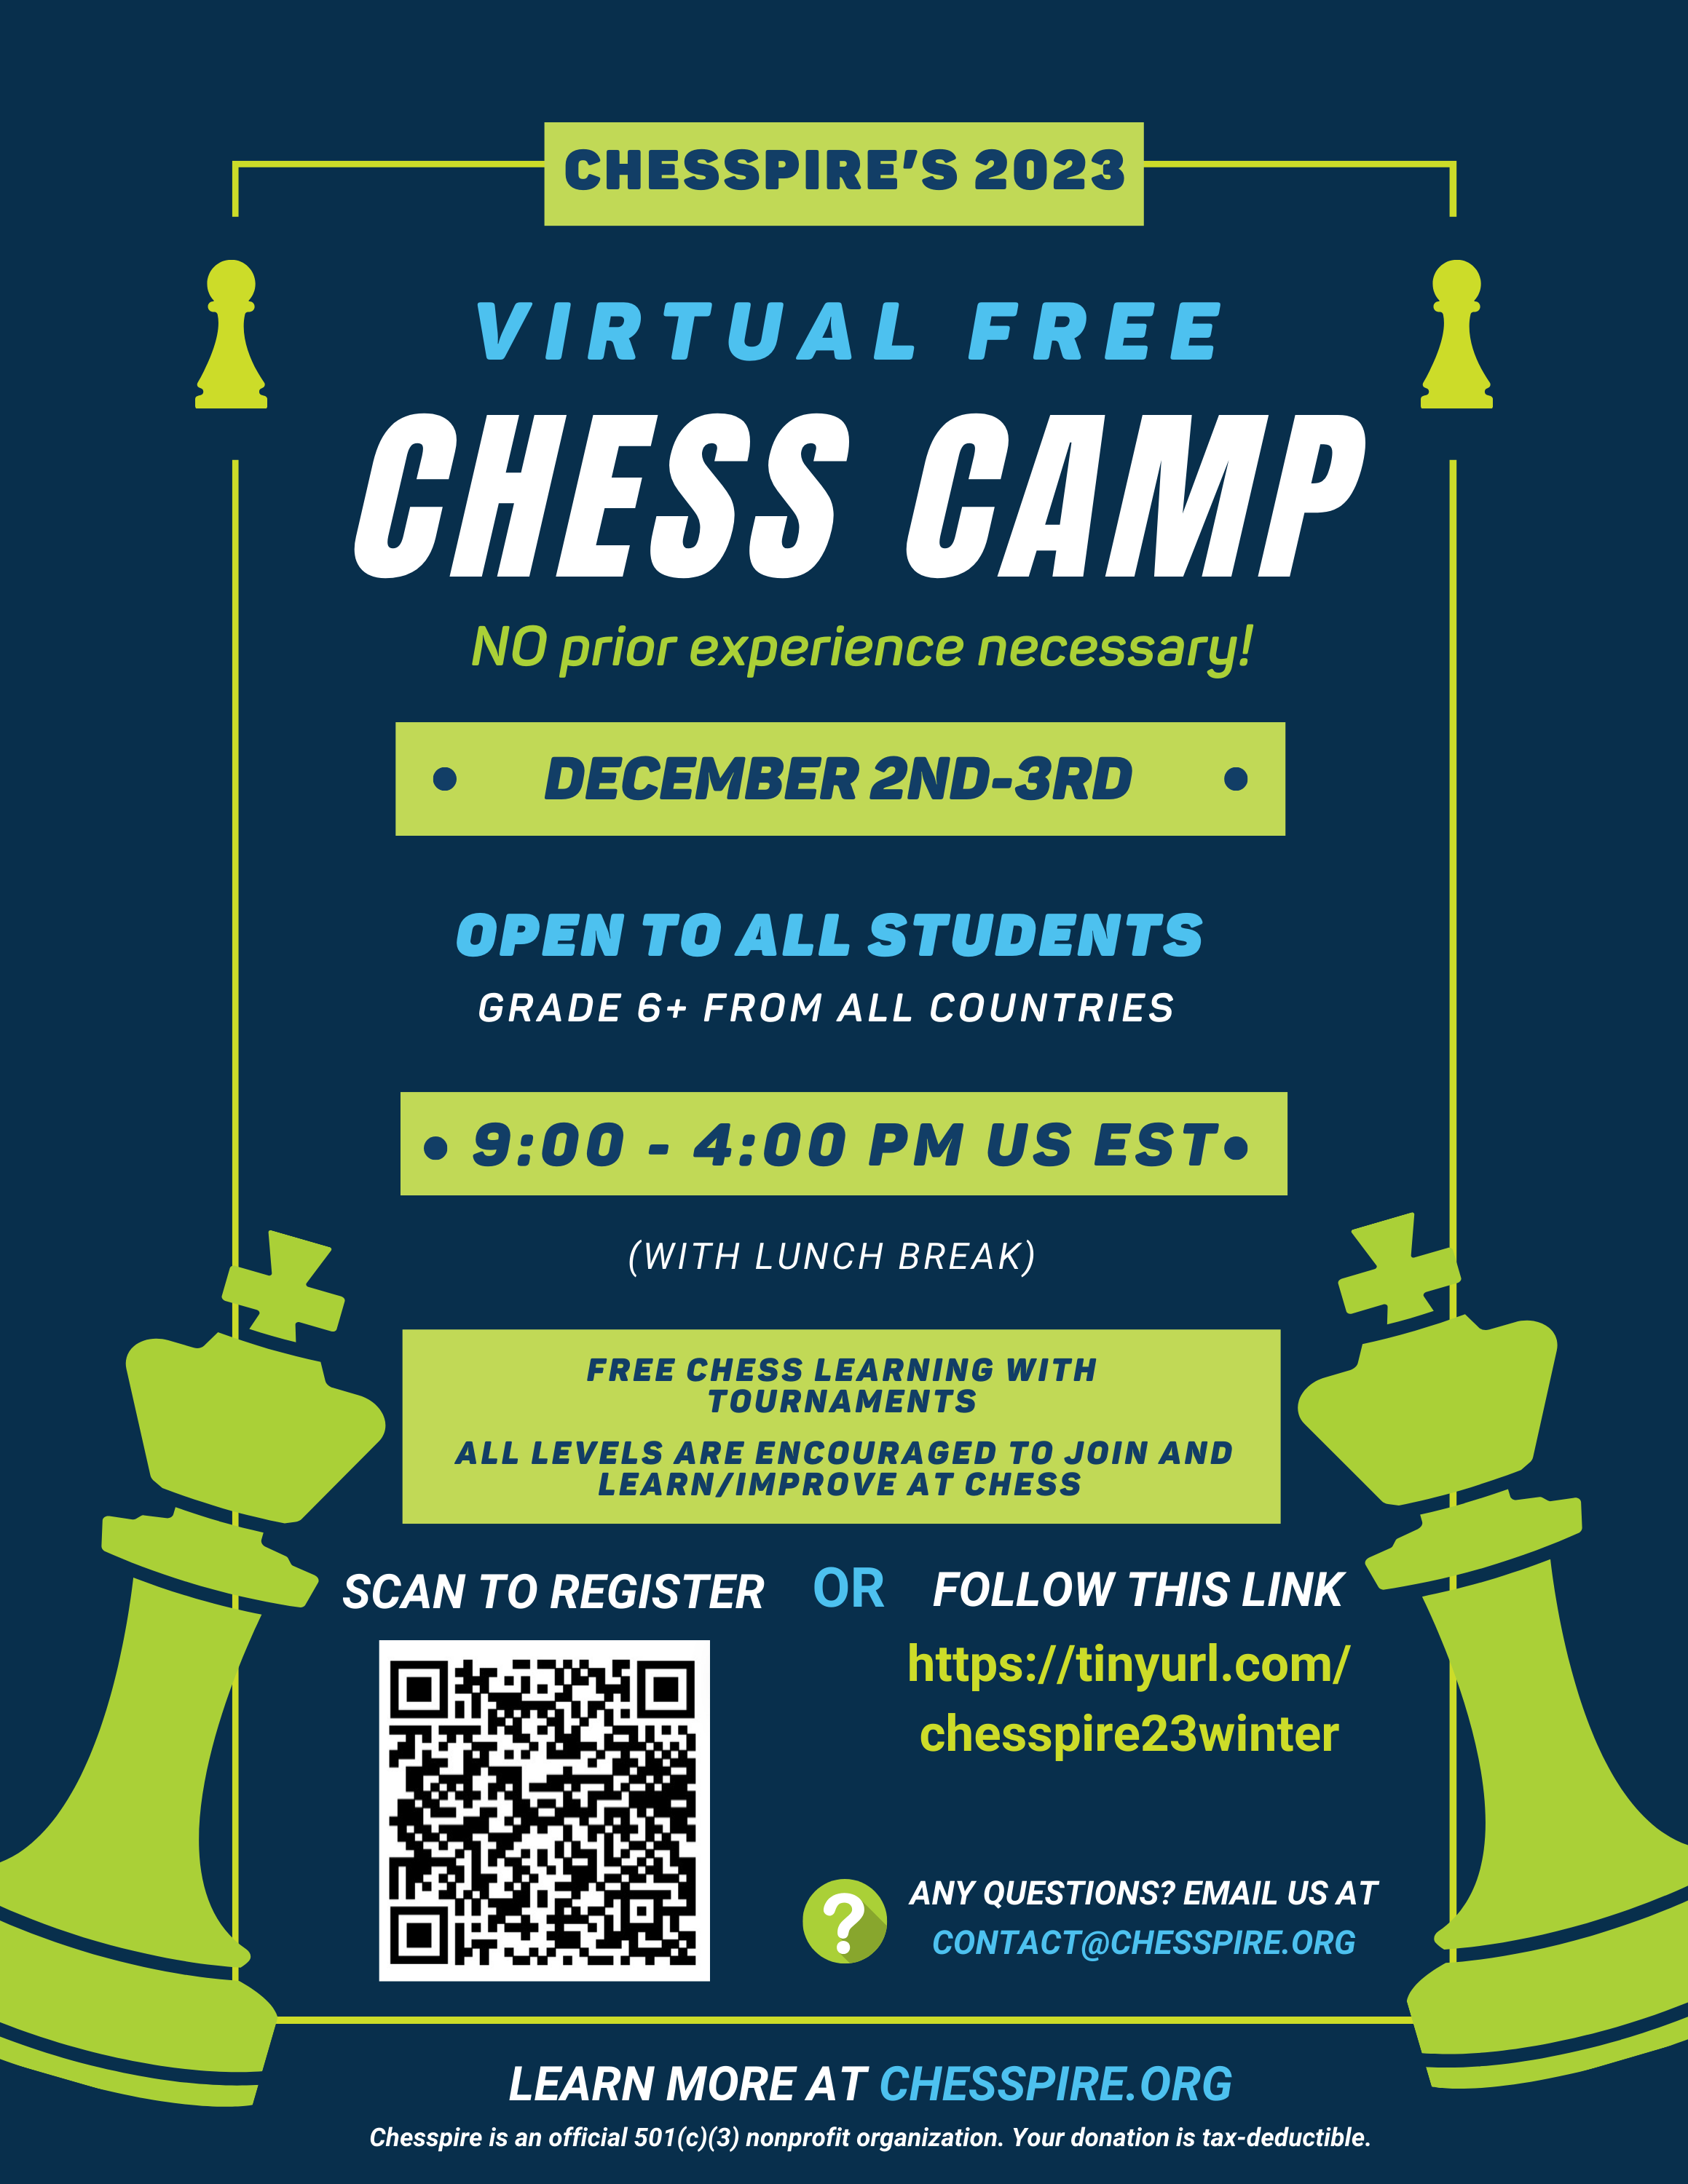 CHESSPIRE'S 2023
VIRTUAL FREE
CHESS CAMP
NO prior experience necessary!
DECEMBER 2ND-3RD
OPEN TO ALL STUDENTS
GRADE 6+ FROM ALL COUNTRIES
9:00 - 4:00 PM US EST
(WITH LUNCH BREAK)
FREE CHESS LEARNING WITH
TOURNAMENTS
ALL LEVELS ARE ENCOURAGED TO JOIN AND
LEARN/IMPROVE AT CHESS
SCAN TO REGISTER OR FOLLOW THIS LINK
https://tinyurl.com/
chesspire23winter
ANY QUESTIONS? EMAIL US AT
CONTACT@CHESSPIRE.ORG
LEARN MORE AT CHESSPIRE.ORG
Chesspire is an official 501(c)(3) nonprofit organization. Your donation is tax-deductible.